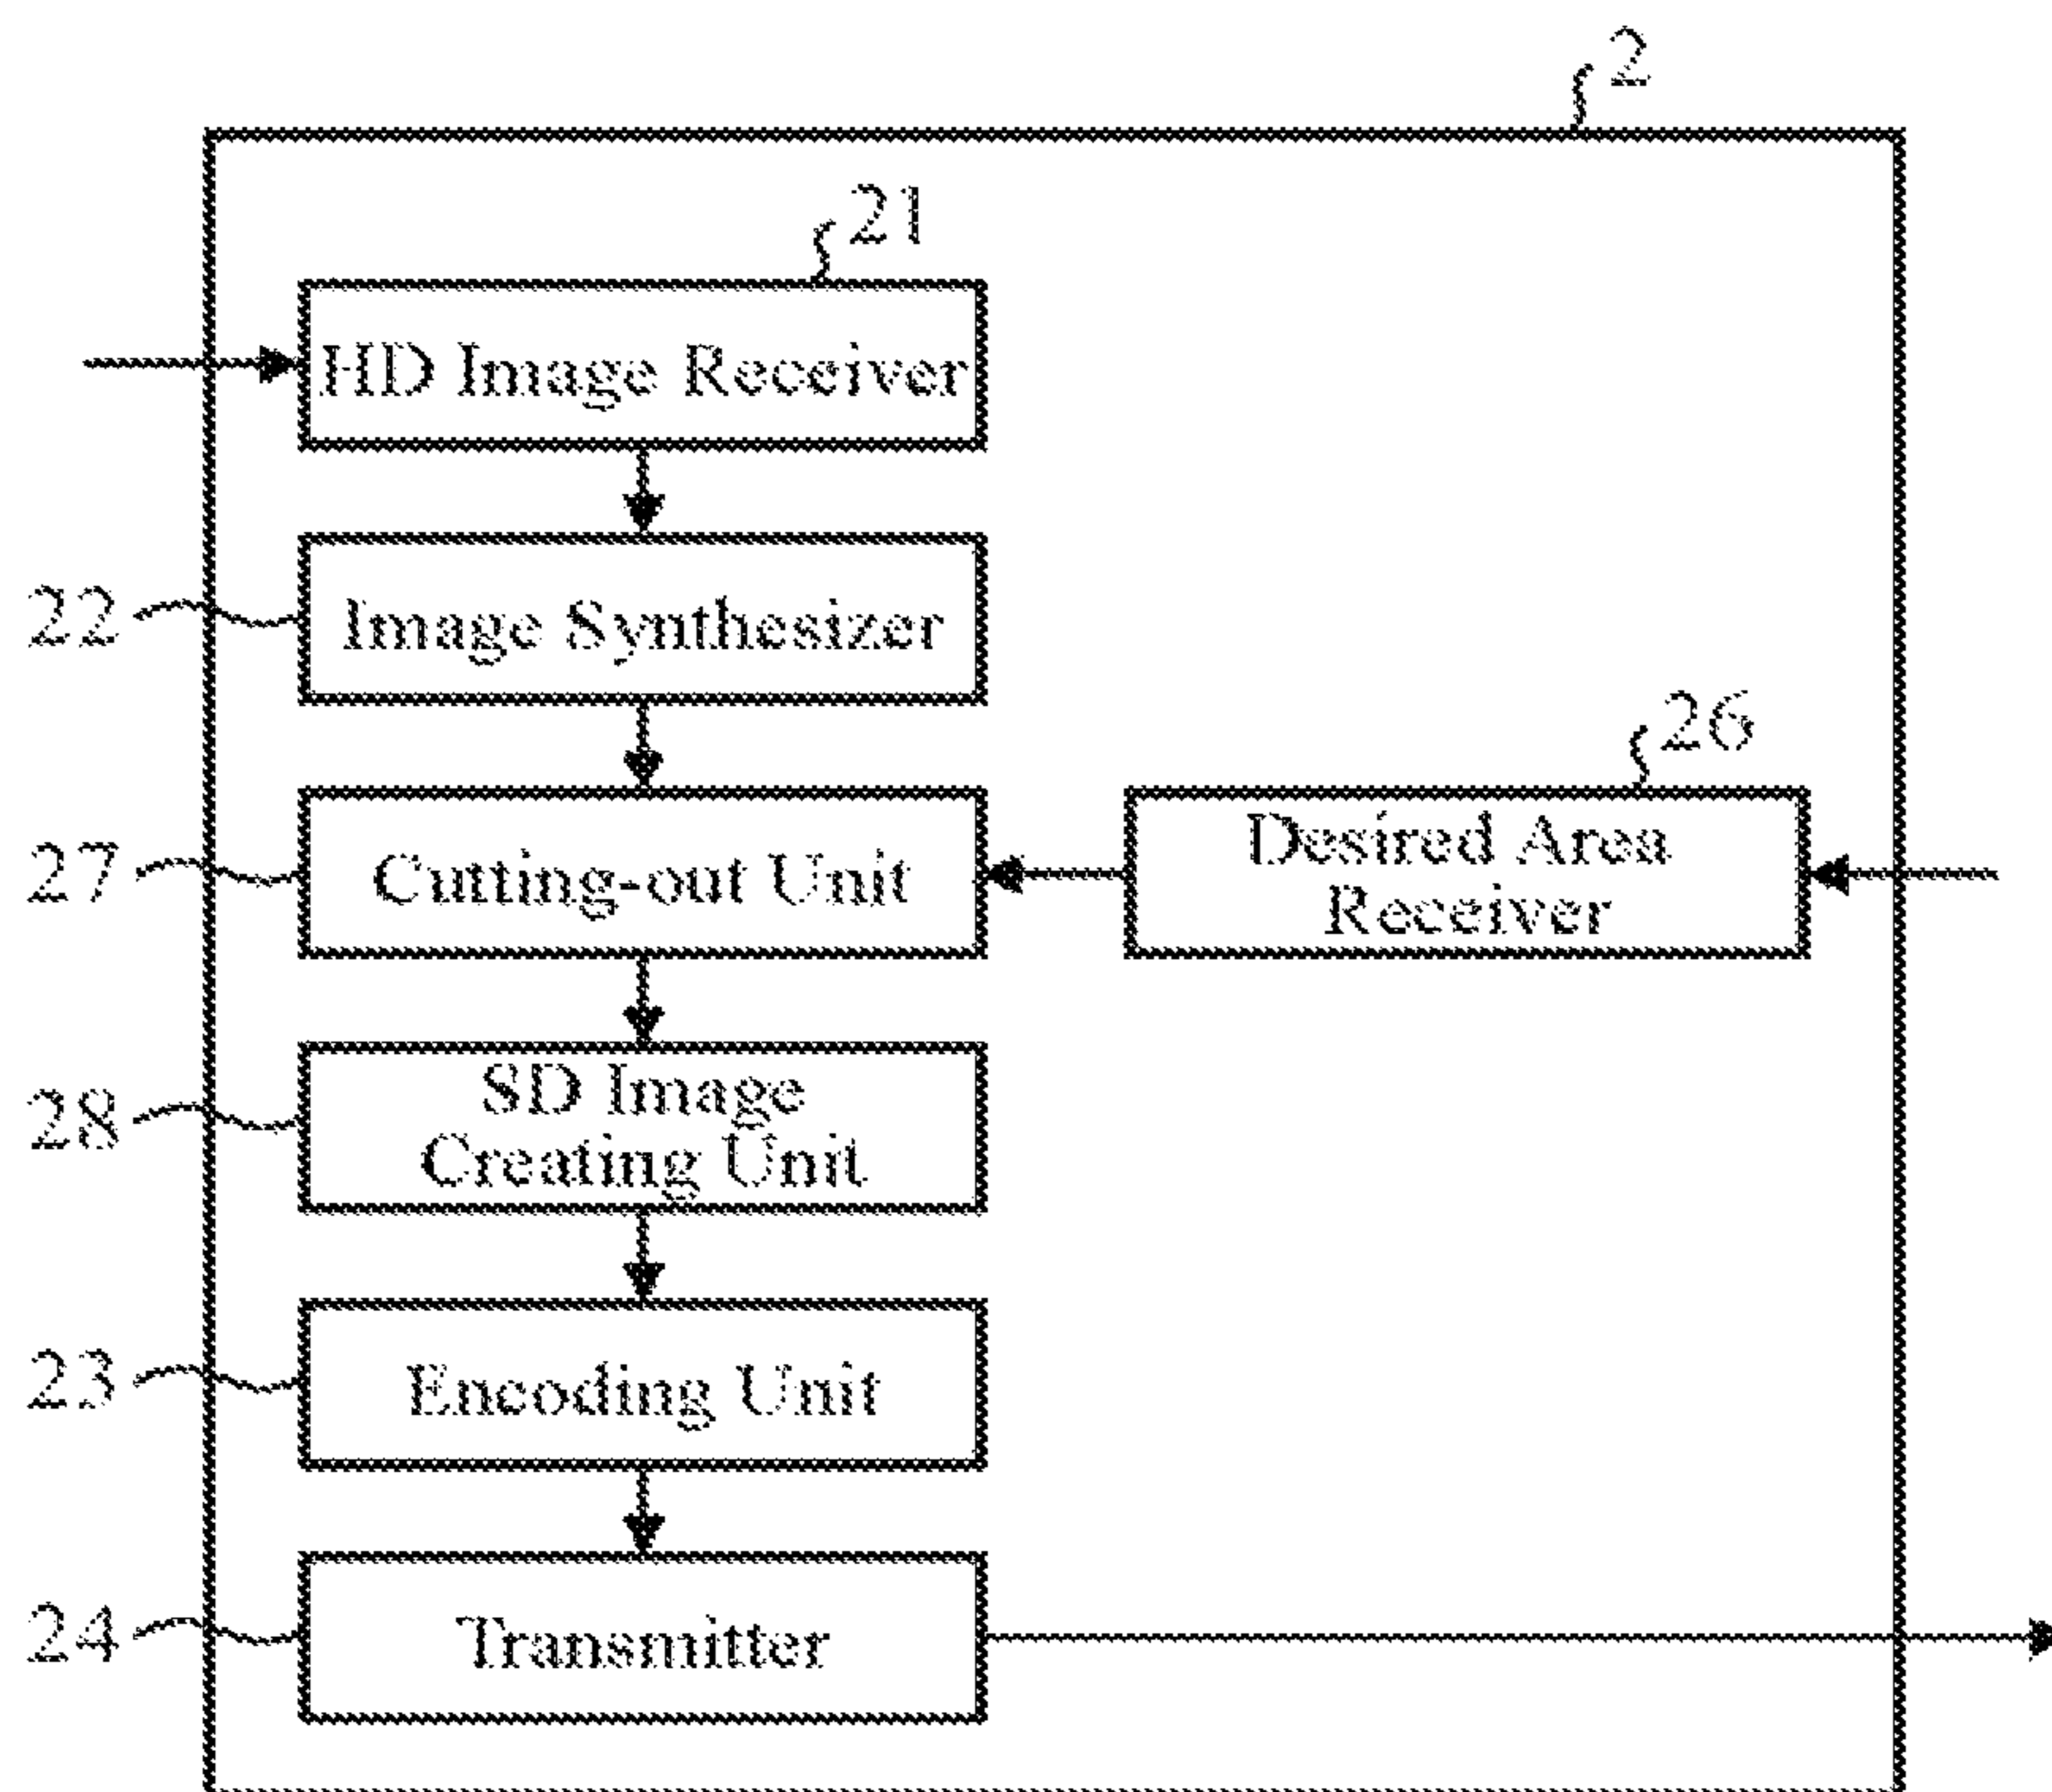 2
21
HD Image Receiver
22
Image Synthesizer
26
27
Cutting-out Unit
Desired Area
Receiver
28
SD Image
Creating Unit
23
Encoding Unit
24
Transmitter